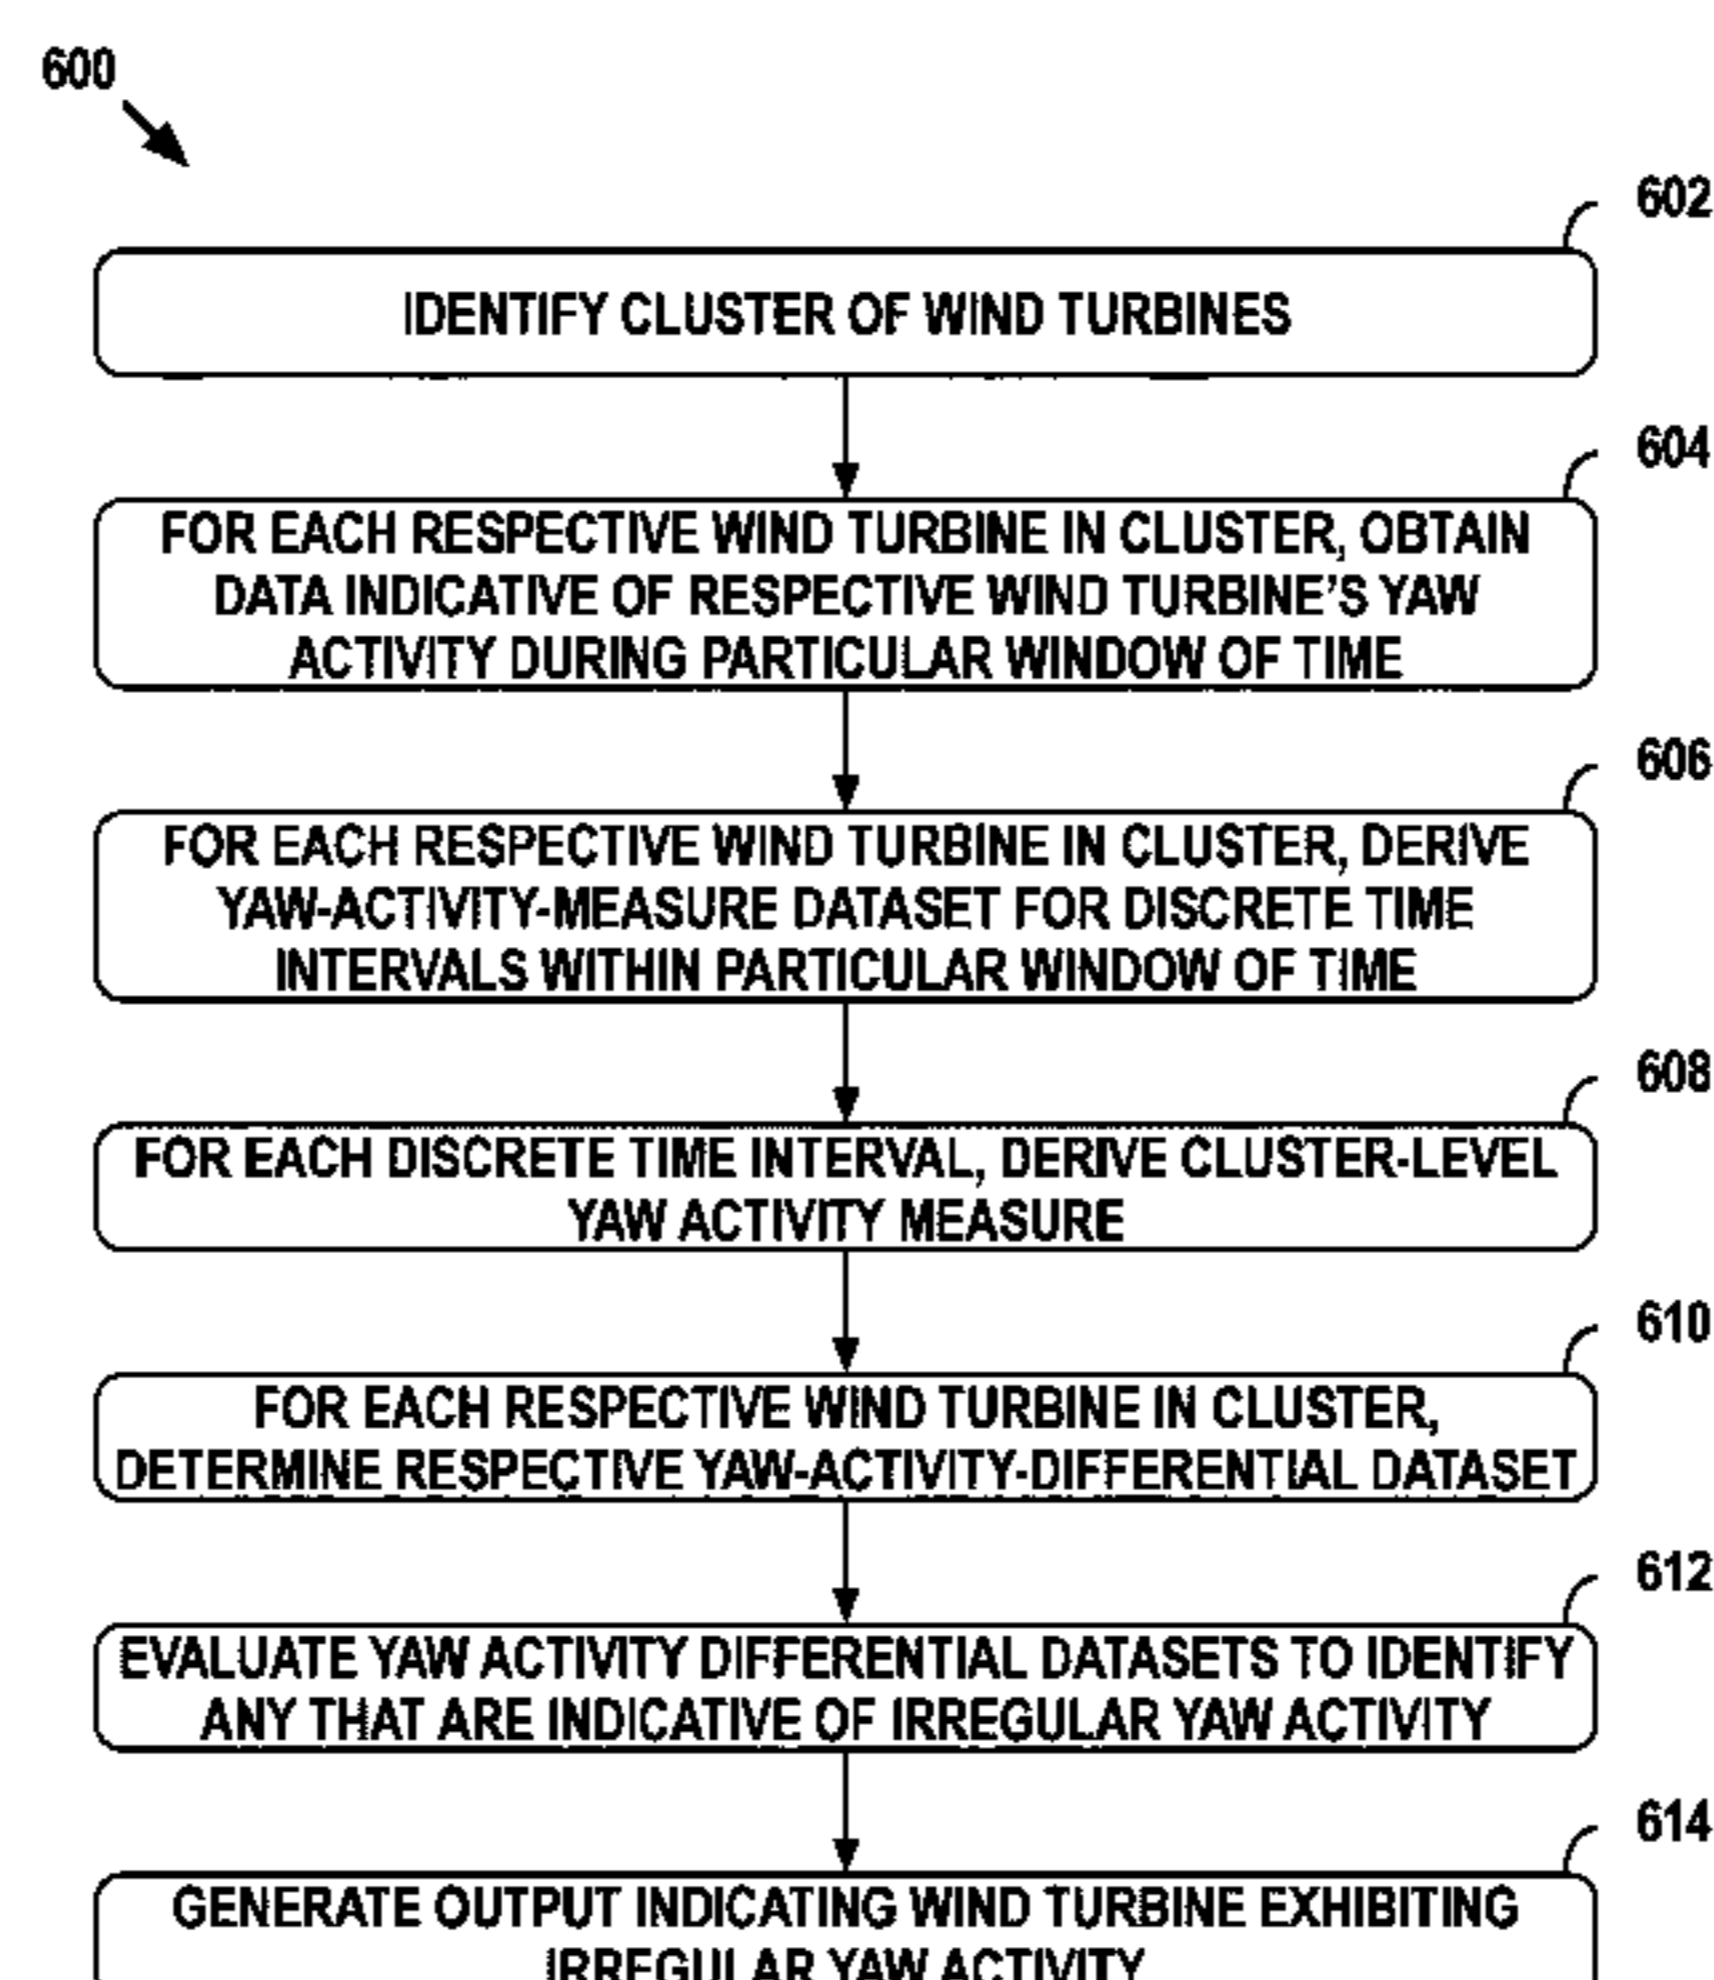 600
602
IDENTIFY CLUSTER OF WIND TURBINES
604
FOR EACH RESPECTIVE WIND TURBINE IN CLUSTER, OBTAIN
DATA INDICATIVE OF RESPECTIVE WIND TURBINE'S YAW
ACTIVITY DURING PARTICULAR WINDOW OF TIME
606
FOR EACH RESPECTIVE WIND TURBINE IN CLUSTER, DERIVE
YAW-ACTIVITY-MEASURE DATASET FOR DISCRETE TIME
INTERVALS WITHIN PARTICULAR WINDOW OF TIME
608
FOR EACH DISCRETE TIME INTERVAL, DERIVE CLUSTER-LEVEL
YAW ACTIVITY MEASURE
610
FOR EACH RESPECTIVE WIND TURBINE IN CLUSTER,
DETERMINE RESPECTIVE YAW-ACTIVITY-DIFFERENTIAL DATASET
612
EVALUATE YAW ACTIVITY DIFFERENTIAL DATASETS TO IDENTIFY
ANY THAT ARE INDICATIVE OF IRREGULAR YAW ACTIVITY
614
GENERATE OUTPUT INDICATING WIND TURBINE EXHIBITING
IRREGULAR YAW ACTIVITY